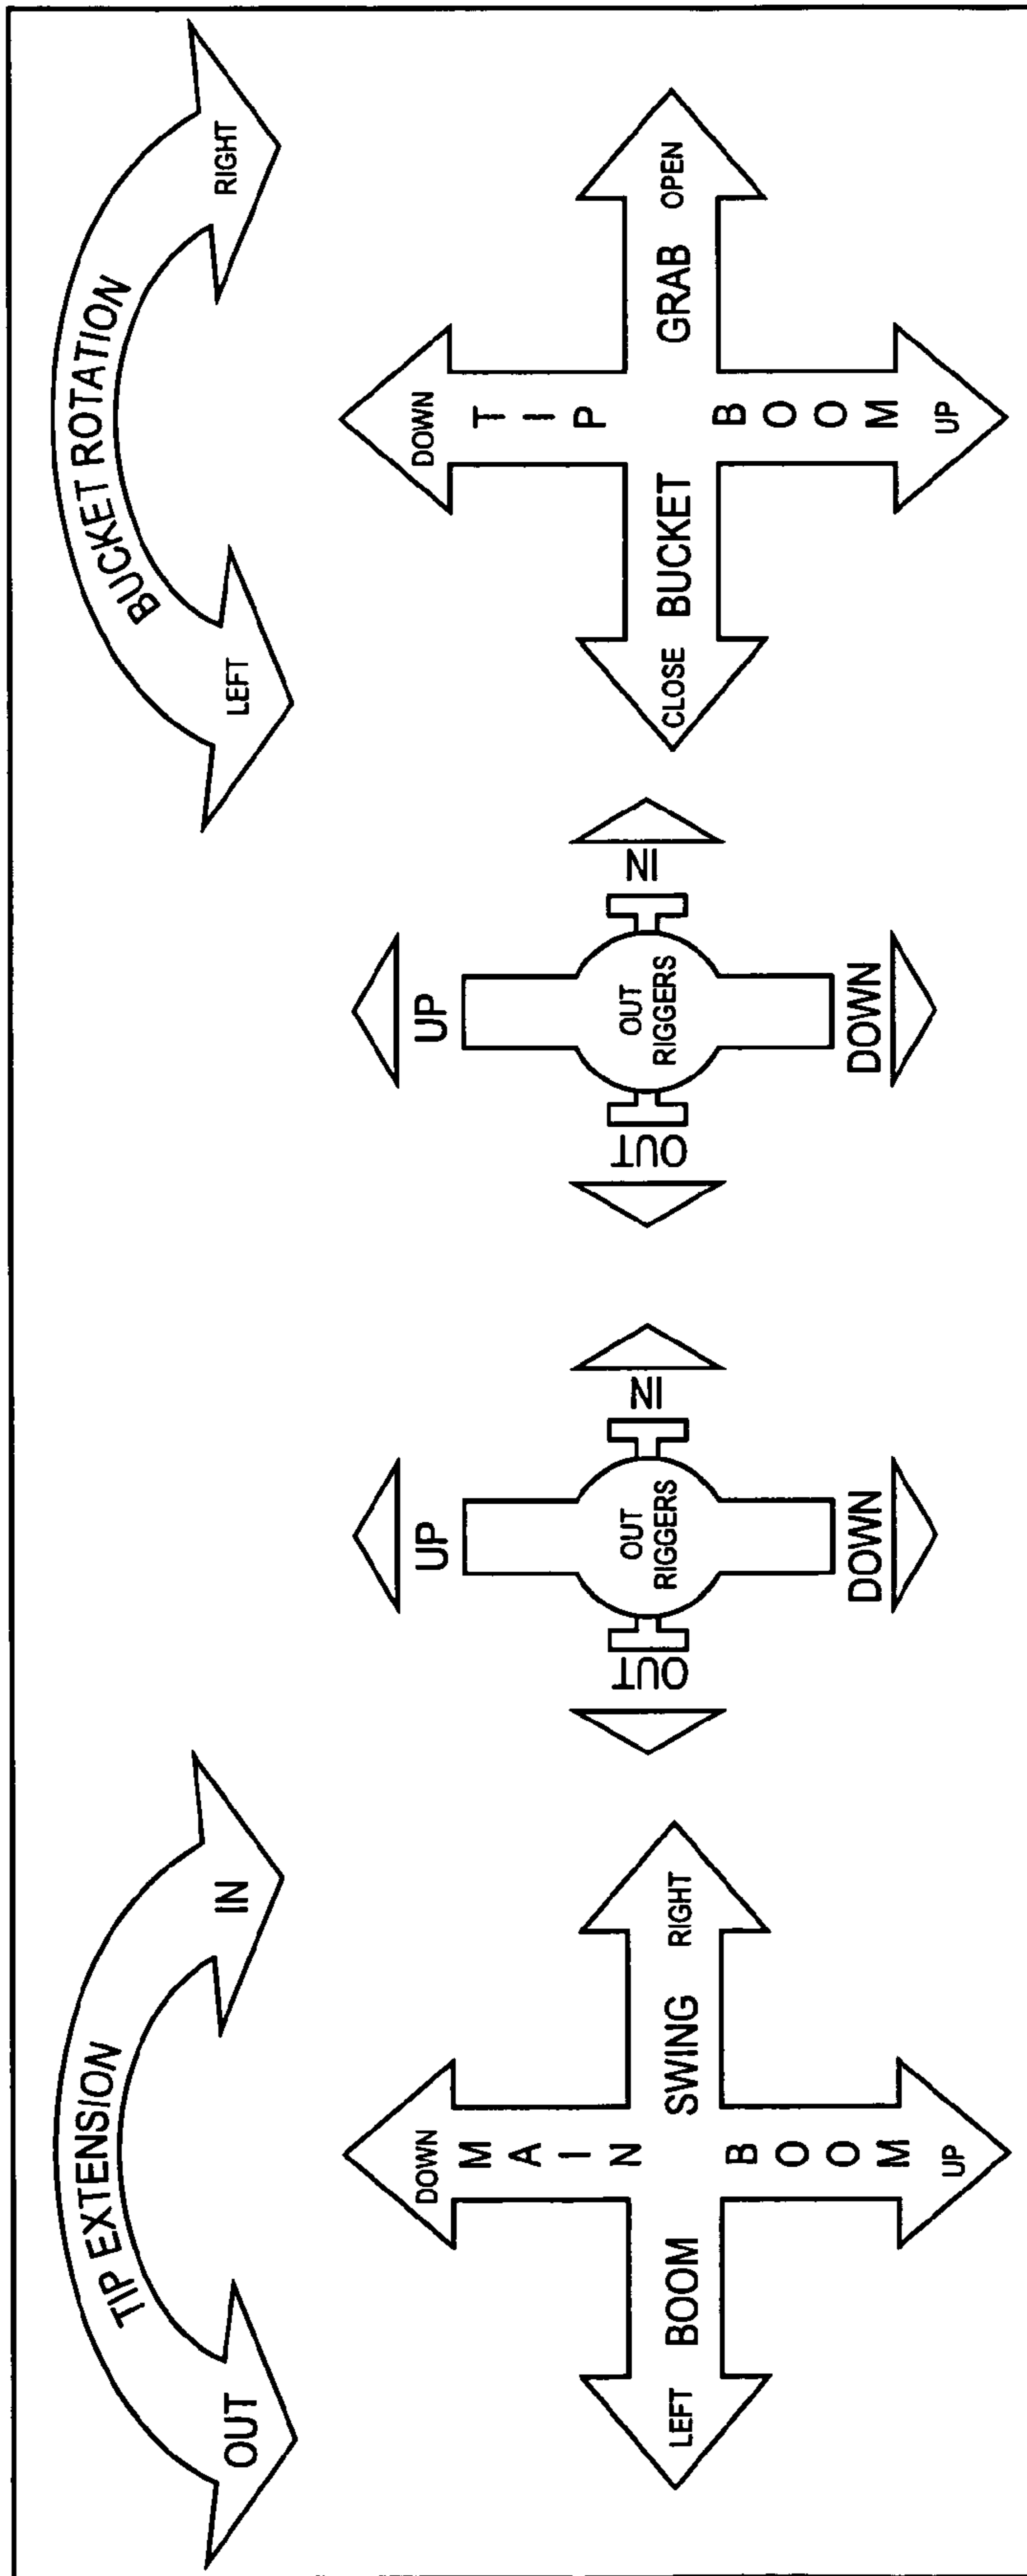 TIP EXTENSION
OUT
IN
DOWN
MAIN
LEFT BOOM SWING RIGHT
BOOM
UP
UP
OUT
OUT
RIGGERS
IN
DOWN
UP
OUT
OUT
RIGGERS
IN
DOWN
BUCKET ROTATION
LEFT
RIGHT
DOWN
TIP
CLOSE BUCKET GRAB OPEN
BOOM
UP